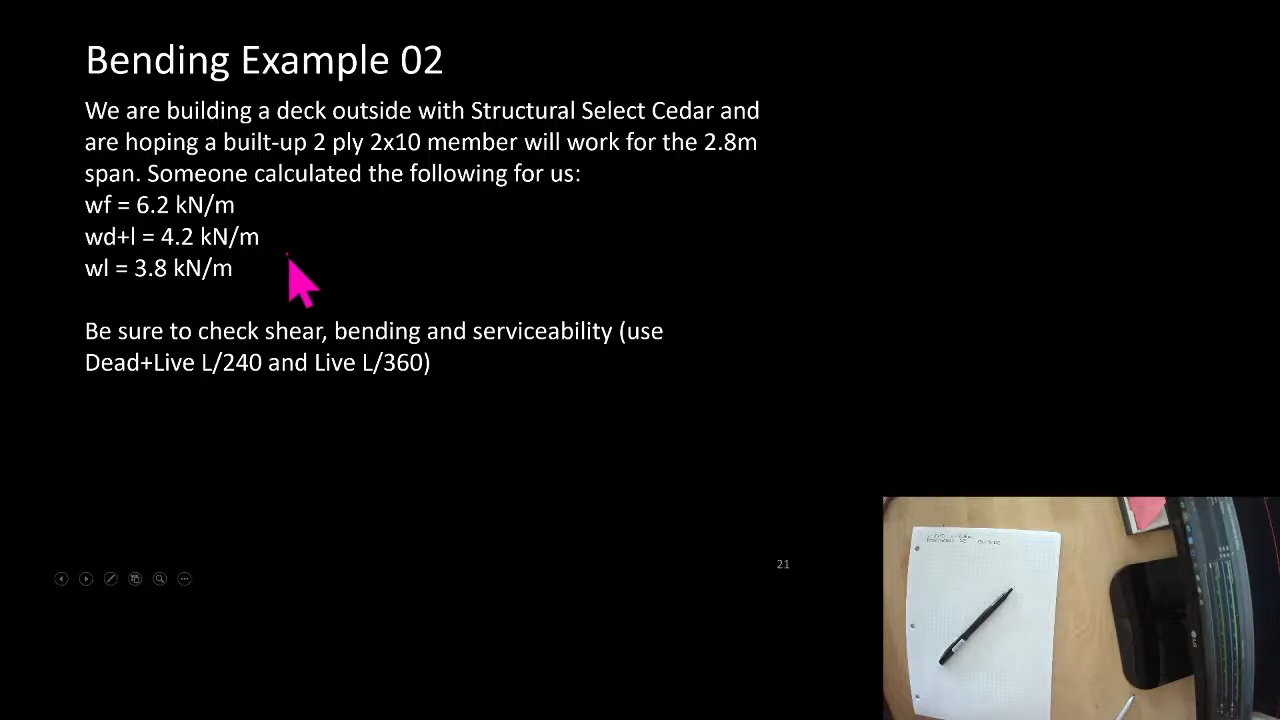 Bending Example 02
We are building a deck outside with Structural Select Cedar and
are hoping a built-up 2 ply 2x10 member will work for the 2.8m
span. Someone calculated the following for us:
wf = 6.2 kN/m
wd+l = 4.2 kN/m
wl = 3.8 kN/m
Be sure to check shear, bending and serviceability (use
Dead+Live L/240 and Live L/360)
21
LG